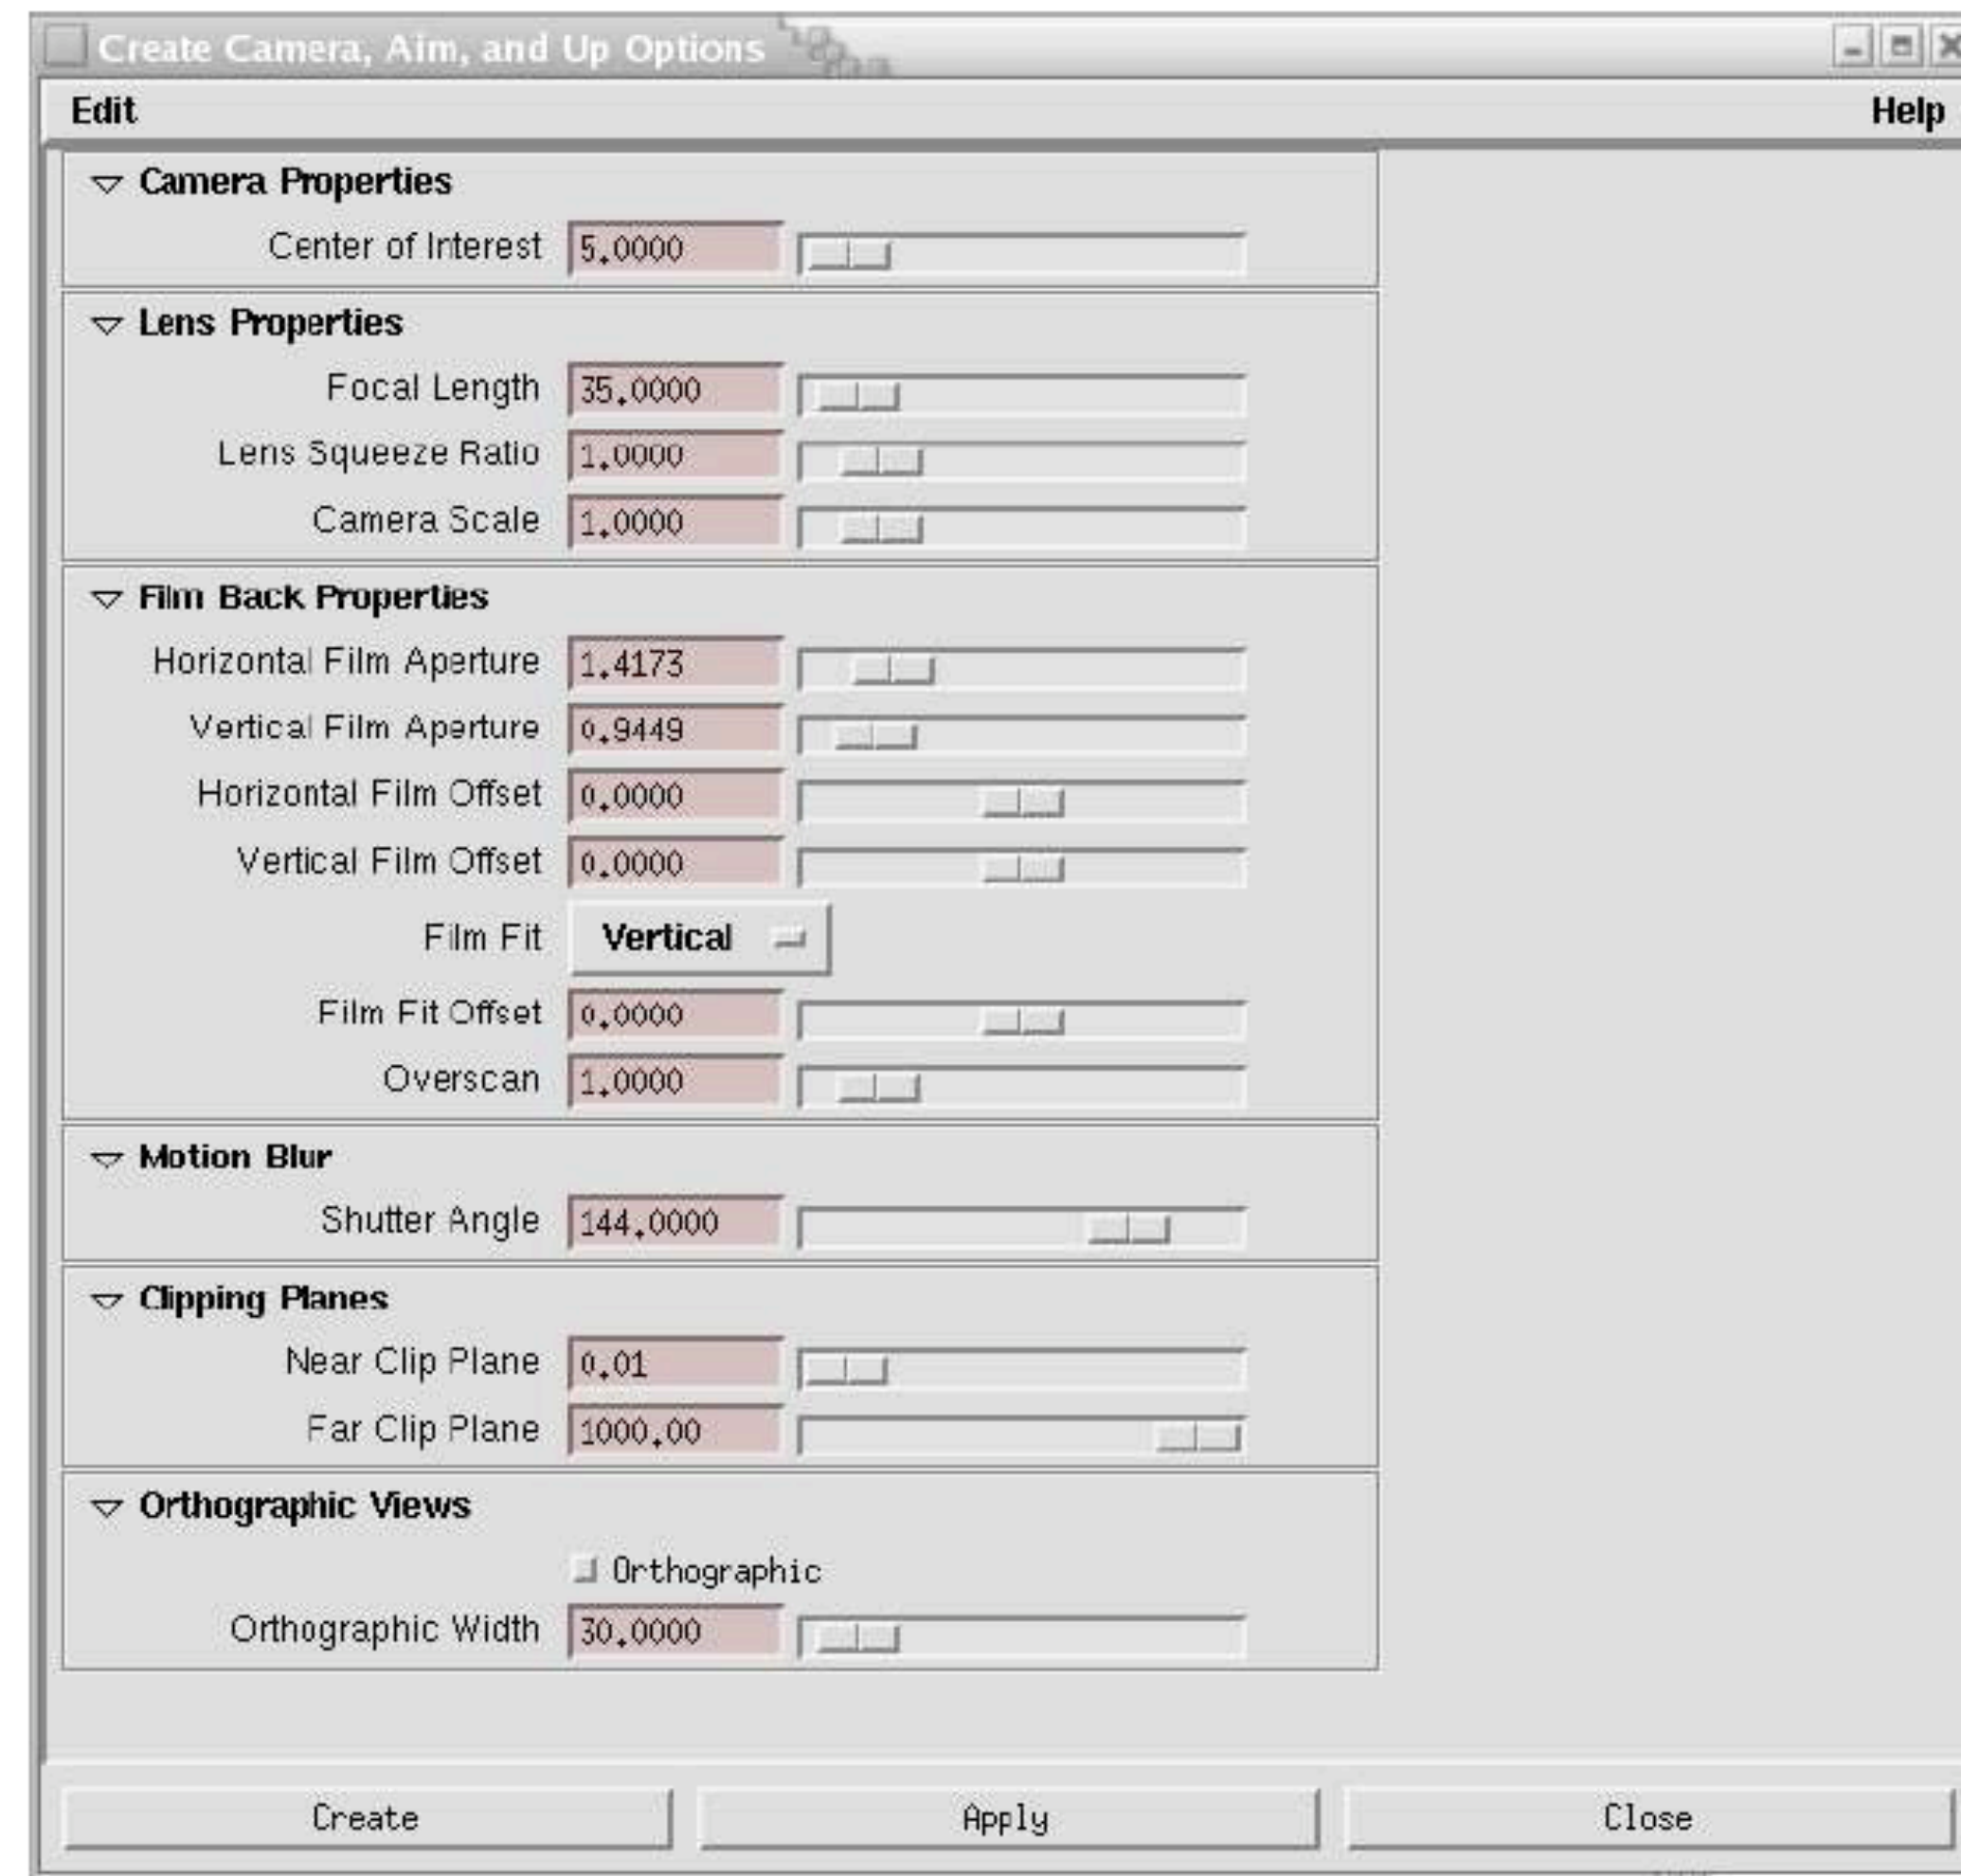 Create Camera, Aim, and Up Options
Edit Help
Camera Properties
Center of Interest 5.0000
Lens Properties
Focal Length 35.0000
Lens Squeeze Ratio 1.0000
Camera Scale 1.0000
Film Back Properties
Horizontal Film Aperture 1.4173
Vertical Film Aperture 0.9449
Horizontal Film Offset 0.0000
Vertical Film Offset 0.0000
Film Fit Vertical
Film Fit Offset 0.0000
Overscan 1.0000
Motion Blur
Shutter Angle 144.0000
Clipping Planes
Near Clip Plane 0.01
Far Clip Plane 1000.00
Orthographic Views
Orthographic
Orthographic Width 30.0000
Create Apply Close